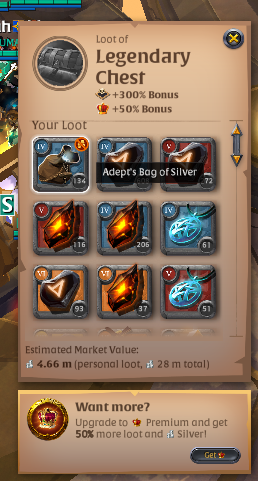 Loot of
Legendary
Chest
+300% Bonus
+50% Bonus
Your Loot
IV
IV
V
134
72
Adept's Bag of Silver
V
IV
IV
116
206
61
VI
VI
V
93
37
51
Estimated Market Value:
4.66 m (personal loot, 28 m total)
Want more?
Upgrade to Premium and get
50% more loot and Silver!
Get